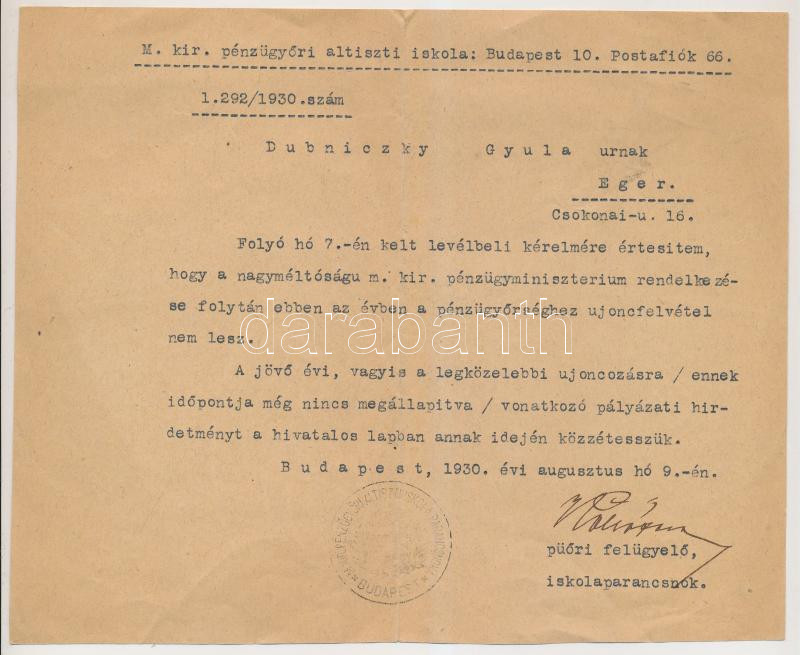 M. kir. pénzügyőri altiszti iskola: Budapest 10. Postafiók 66.
1.292/1930.szám
Dubniczky Gyula urnak
Eger.
Csokonai-u. 16.
Folyó hó 7.-én kelt levélbeli kérelmére értesitem,
hogy a nagyméltóságu m. kir. pénzügyminiszterium rendelkezé-
se folytán ebben az évben a pénzügyőrséghez ujoncfelvétel
nem lesz.
A jövő évi, vagyis a legközelebbi ujoncozásra / ennek
időpontja még nincs megállapitva / vonatkozó pályázati hir-
detményt a hivatalos lapban annak idején közzétesszük.
Budapest, 1930. évi augusztus hó 9.-én.
püőri felügyelő,
iskolaparancsnok.
BUDAPEST
darabanth